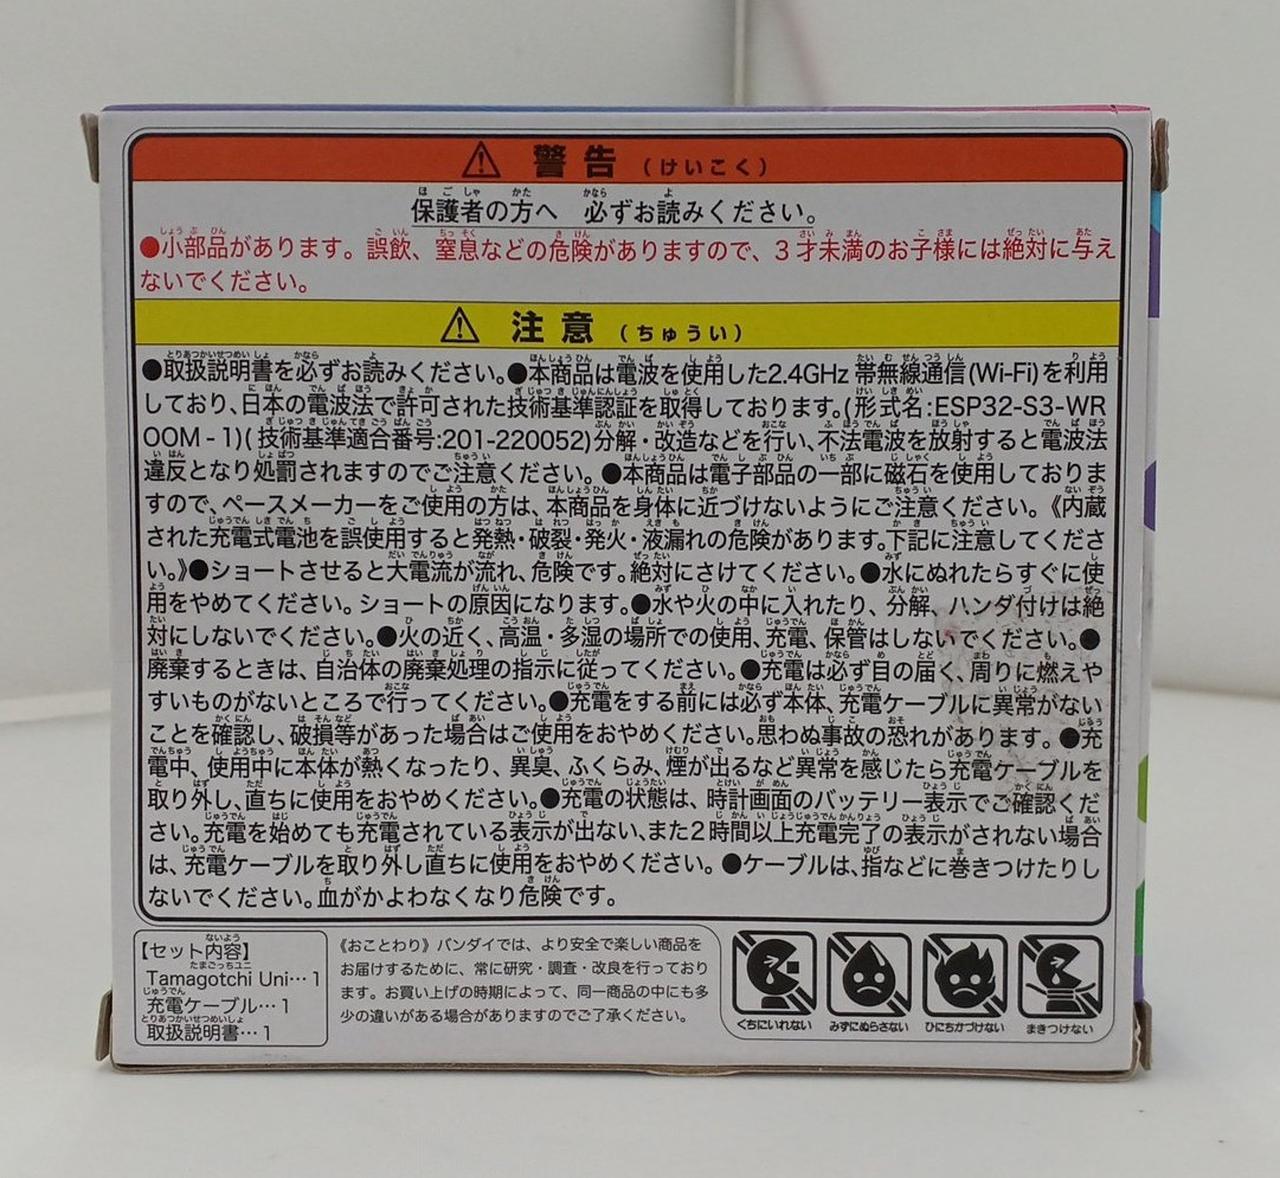 ⚠ 警告 (けいこく)
保護者の方へ 必ずお読みください。
●小部品があります。誤飲、窒息などの危険がありますので、3才未満のお子様には絶対に与え
ないでください。
⚠ 注意 (ちゅうい)
●取扱説明書を必ずお読みください。●本商品は電波を使用した2.4GHz 帯無線通信(Wi-Fi)を利用
しており、日本の電波法で許可された技術基準認証を取得しております。(形式名:ESP32-S3-WR
OOM-1)(技術基準適合番号:201-220052)分解・改造などを行い、不法電波を放射すると電波法
違反となり処罰されますのでご注意ください。●本商品は電子部品の一部に磁石を使用しておりま
すので、ペースメーカーをご使用の方は、本商品を身体に近づけないようにご注意ください。《内蔵
された充電式電池を誤使用すると発熱・破裂・発火・液漏れの危険があります。下記に注意してくださ
い。》●ショートさせると大電流が流れ、危険です。絶対にさけてください。●水にぬれたらすぐに使
用をやめてください。ショートの原因になります。●水や火の中に入れたり、分解、ハンダ付けは絶
対にしないでください。●火の近く、高温・多湿の場所での使用、充電、保管はしないでください。●
廃棄するときは、自治体の廃棄処理の指示に従ってください。●充電は必ず目の届く、周りに燃えや
すいものがないところで行ってください。●充電をする前には必ず本体、充電ケーブルに異常がない
ことを確認し、破損等があった場合はご使用をおやめください。思わぬ事故の恐れがあります。●充
電中、使用中に本体が熱くなったり、異臭、ふくらみ、煙が出るなど異常を感じたら充電ケーブルを
取り外し、直ちに使用をおやめください。●充電の状態は、時計画面のバッテリー表示でご確認くだ
さい。充電を始めても充電されている表示が出ない、また2時間以上充電完了の表示がされない場合
は、充電ケーブルを取り外し直ちに使用をおやめください。●ケーブルは、指などに巻きつけたりし
ないでください。血がかよわなくなり危険です。
【セット内容】
Tamagotchi Uni…1
充電ケーブル…1
取扱説明書…1
《おことわり》バンダイでは、より安全で楽しい商品を
お届けするために、常に研究・調査・改良を行っており
ます。お買い上げの時期によって、同一商品の中にも多
少の違いがある場合がありますのでご了承ください。
くちにいれない みずにぬらさない ひにちかづけない まきつけない